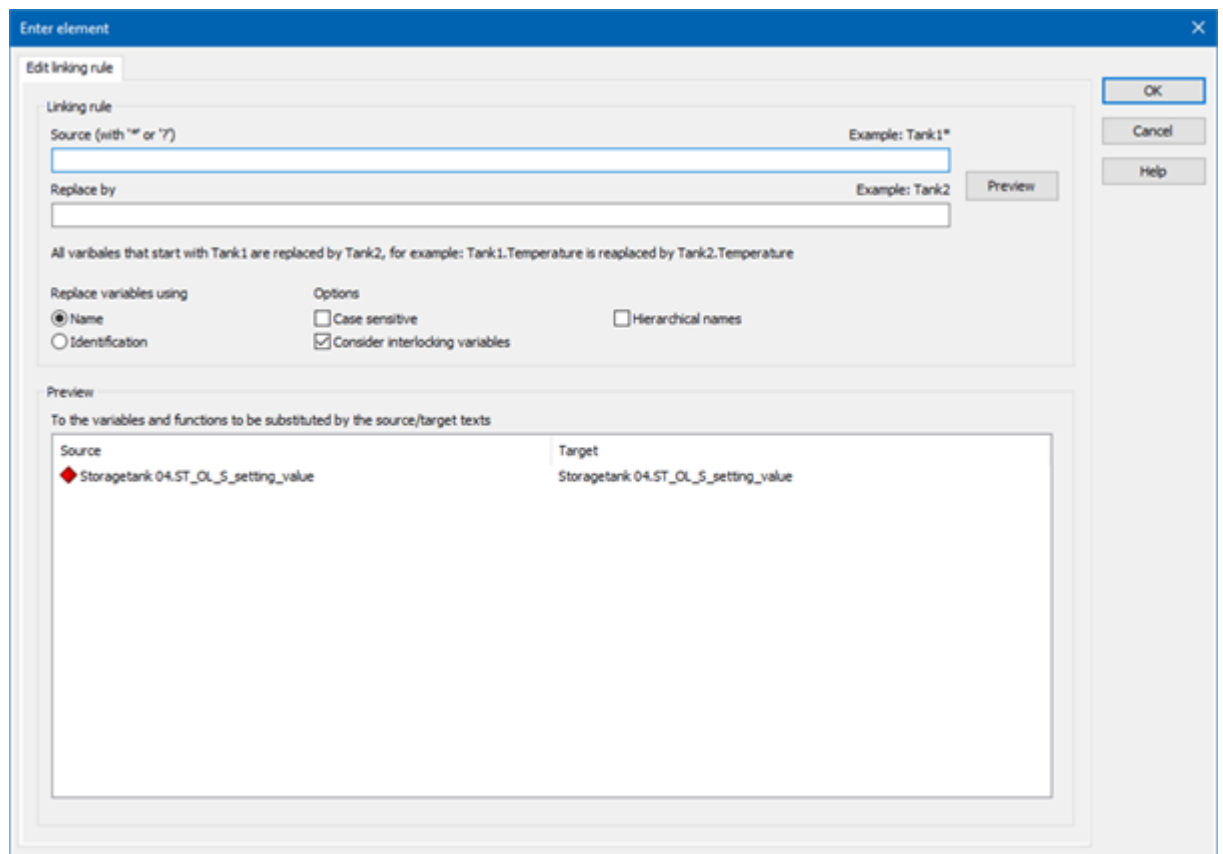 Enter element
Edit linking rule
OK
Cancel
Help
Linking rule
Source (with '*' or '?')
Example: Tank1*
Replace by
Example: Tank2
Preview
All varibales that start with Tank1 are replaced by Tank2, for example: Tank1.Temperature is reaplaced by Tank2.Temperature
Replace variables using
Options
Name
Case sensitive
Hierarchical names
Identification
Consider interlocking variables
Preview
To the variables and functions to be substituted by the source/target texts
Source
Target
Storagetank 04.ST_OL_S_setting_value
Storagetank 04.ST_OL_S_setting_value